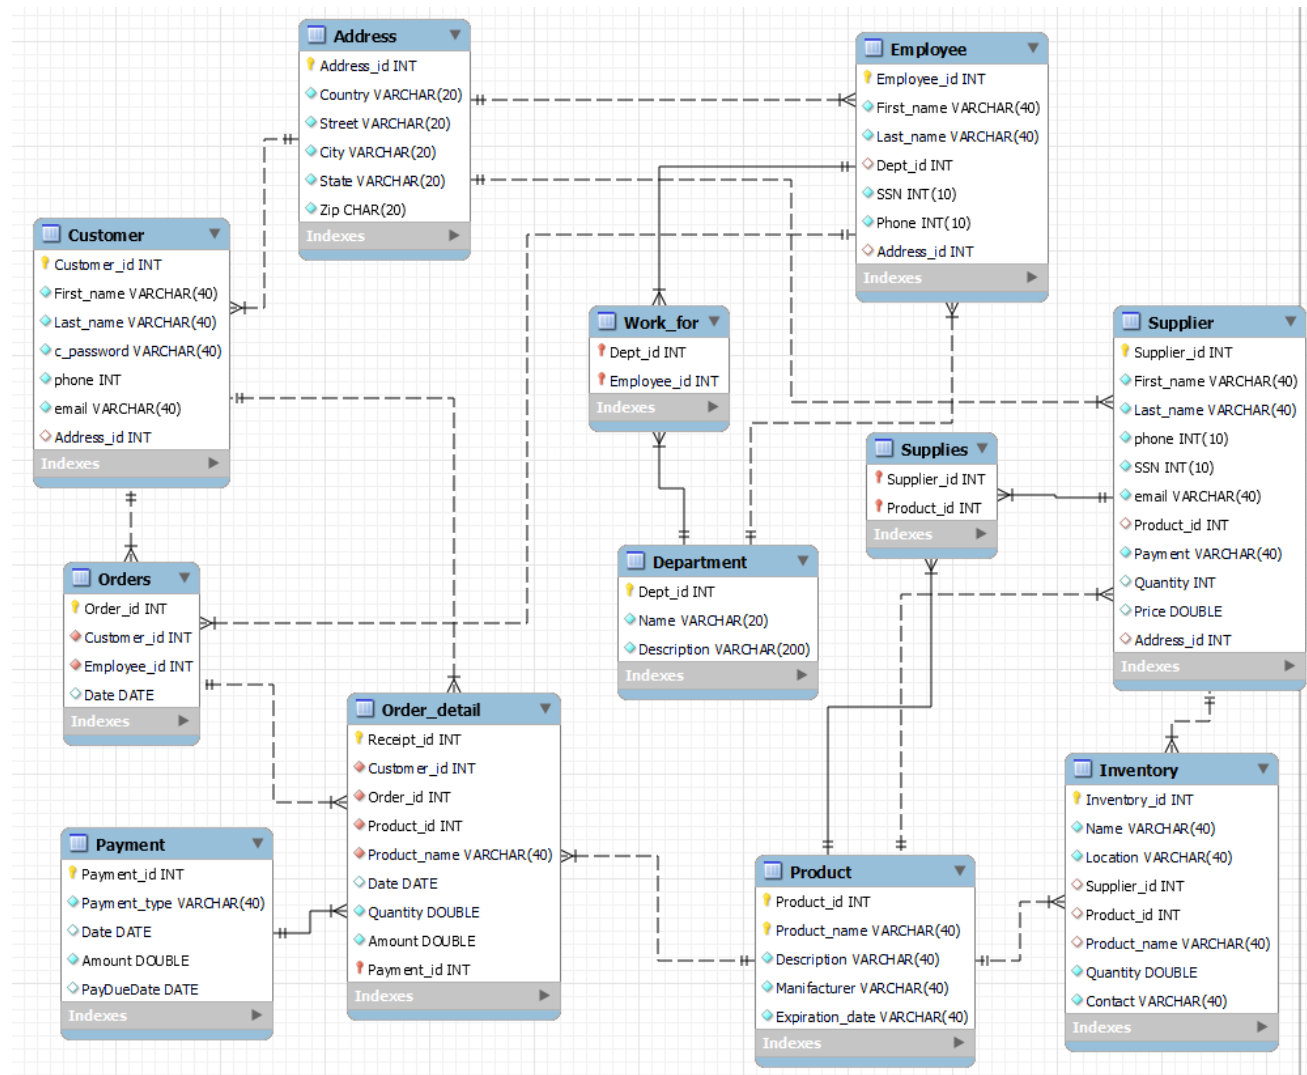 Address
Address_id INT
Country VARCHAR(20)
Street VARCHAR(20)
City VARCHAR(20)
State VARCHAR(20)
Zip CHAR(20)
Indexes
Employee
Employee_id INT
First_name VARCHAR(40)
Last_name VARCHAR(40)
Dept_id INT
SSN INT(10)
Phone INT(10)
Address_id INT
Indexes
Customer
Customer_id INT
First_name VARCHAR(40)
Last_name VARCHAR(40)
c_password VARCHAR(40)
phone INT
email VARCHAR(40)
Address_id INT
Indexes
Work_for
Dept_id INT
Employee_id INT
Indexes
Supplier
Supplier_id INT
First_name VARCHAR(40)
Last_name VARCHAR(40)
phone INT(10)
SSN INT(10)
email VARCHAR(40)
Product_id INT
Payment VARCHAR(40)
Quantity INT
Price DOUBLE
Address_id INT
Indexes
Supplies
Supplier_id INT
Product_id INT
Indexes
Department
Dept_id INT
Name VARCHAR(20)
Description VARCHAR(200)
Indexes
Orders
Order_id INT
Customer_id INT
Employee_id INT
Date DATE
Indexes
Order_detail
Receipt_id INT
Customer_id INT
Order_id INT
Product_id INT
Product_name VARCHAR(40)
Date DATE
Quantity DOUBLE
Amount DOUBLE
Payment_id INT
Indexes
Inventory
Inventory_id INT
Name VARCHAR(40)
Location VARCHAR(40)
Supplier_id INT
Product_id INT
Product_name VARCHAR(40)
Quantity DOUBLE
Contact VARCHAR(40)
Indexes
Payment
Payment_id INT
Payment_type VARCHAR(40)
Date DATE
Amount DOUBLE
PayDueDate DATE
Indexes
Product
Product_id INT
Product_name VARCHAR(40)
Description VARCHAR(40)
Manifacturer VARCHAR(40)
Expiration_date VARCHAR(40)
Indexes